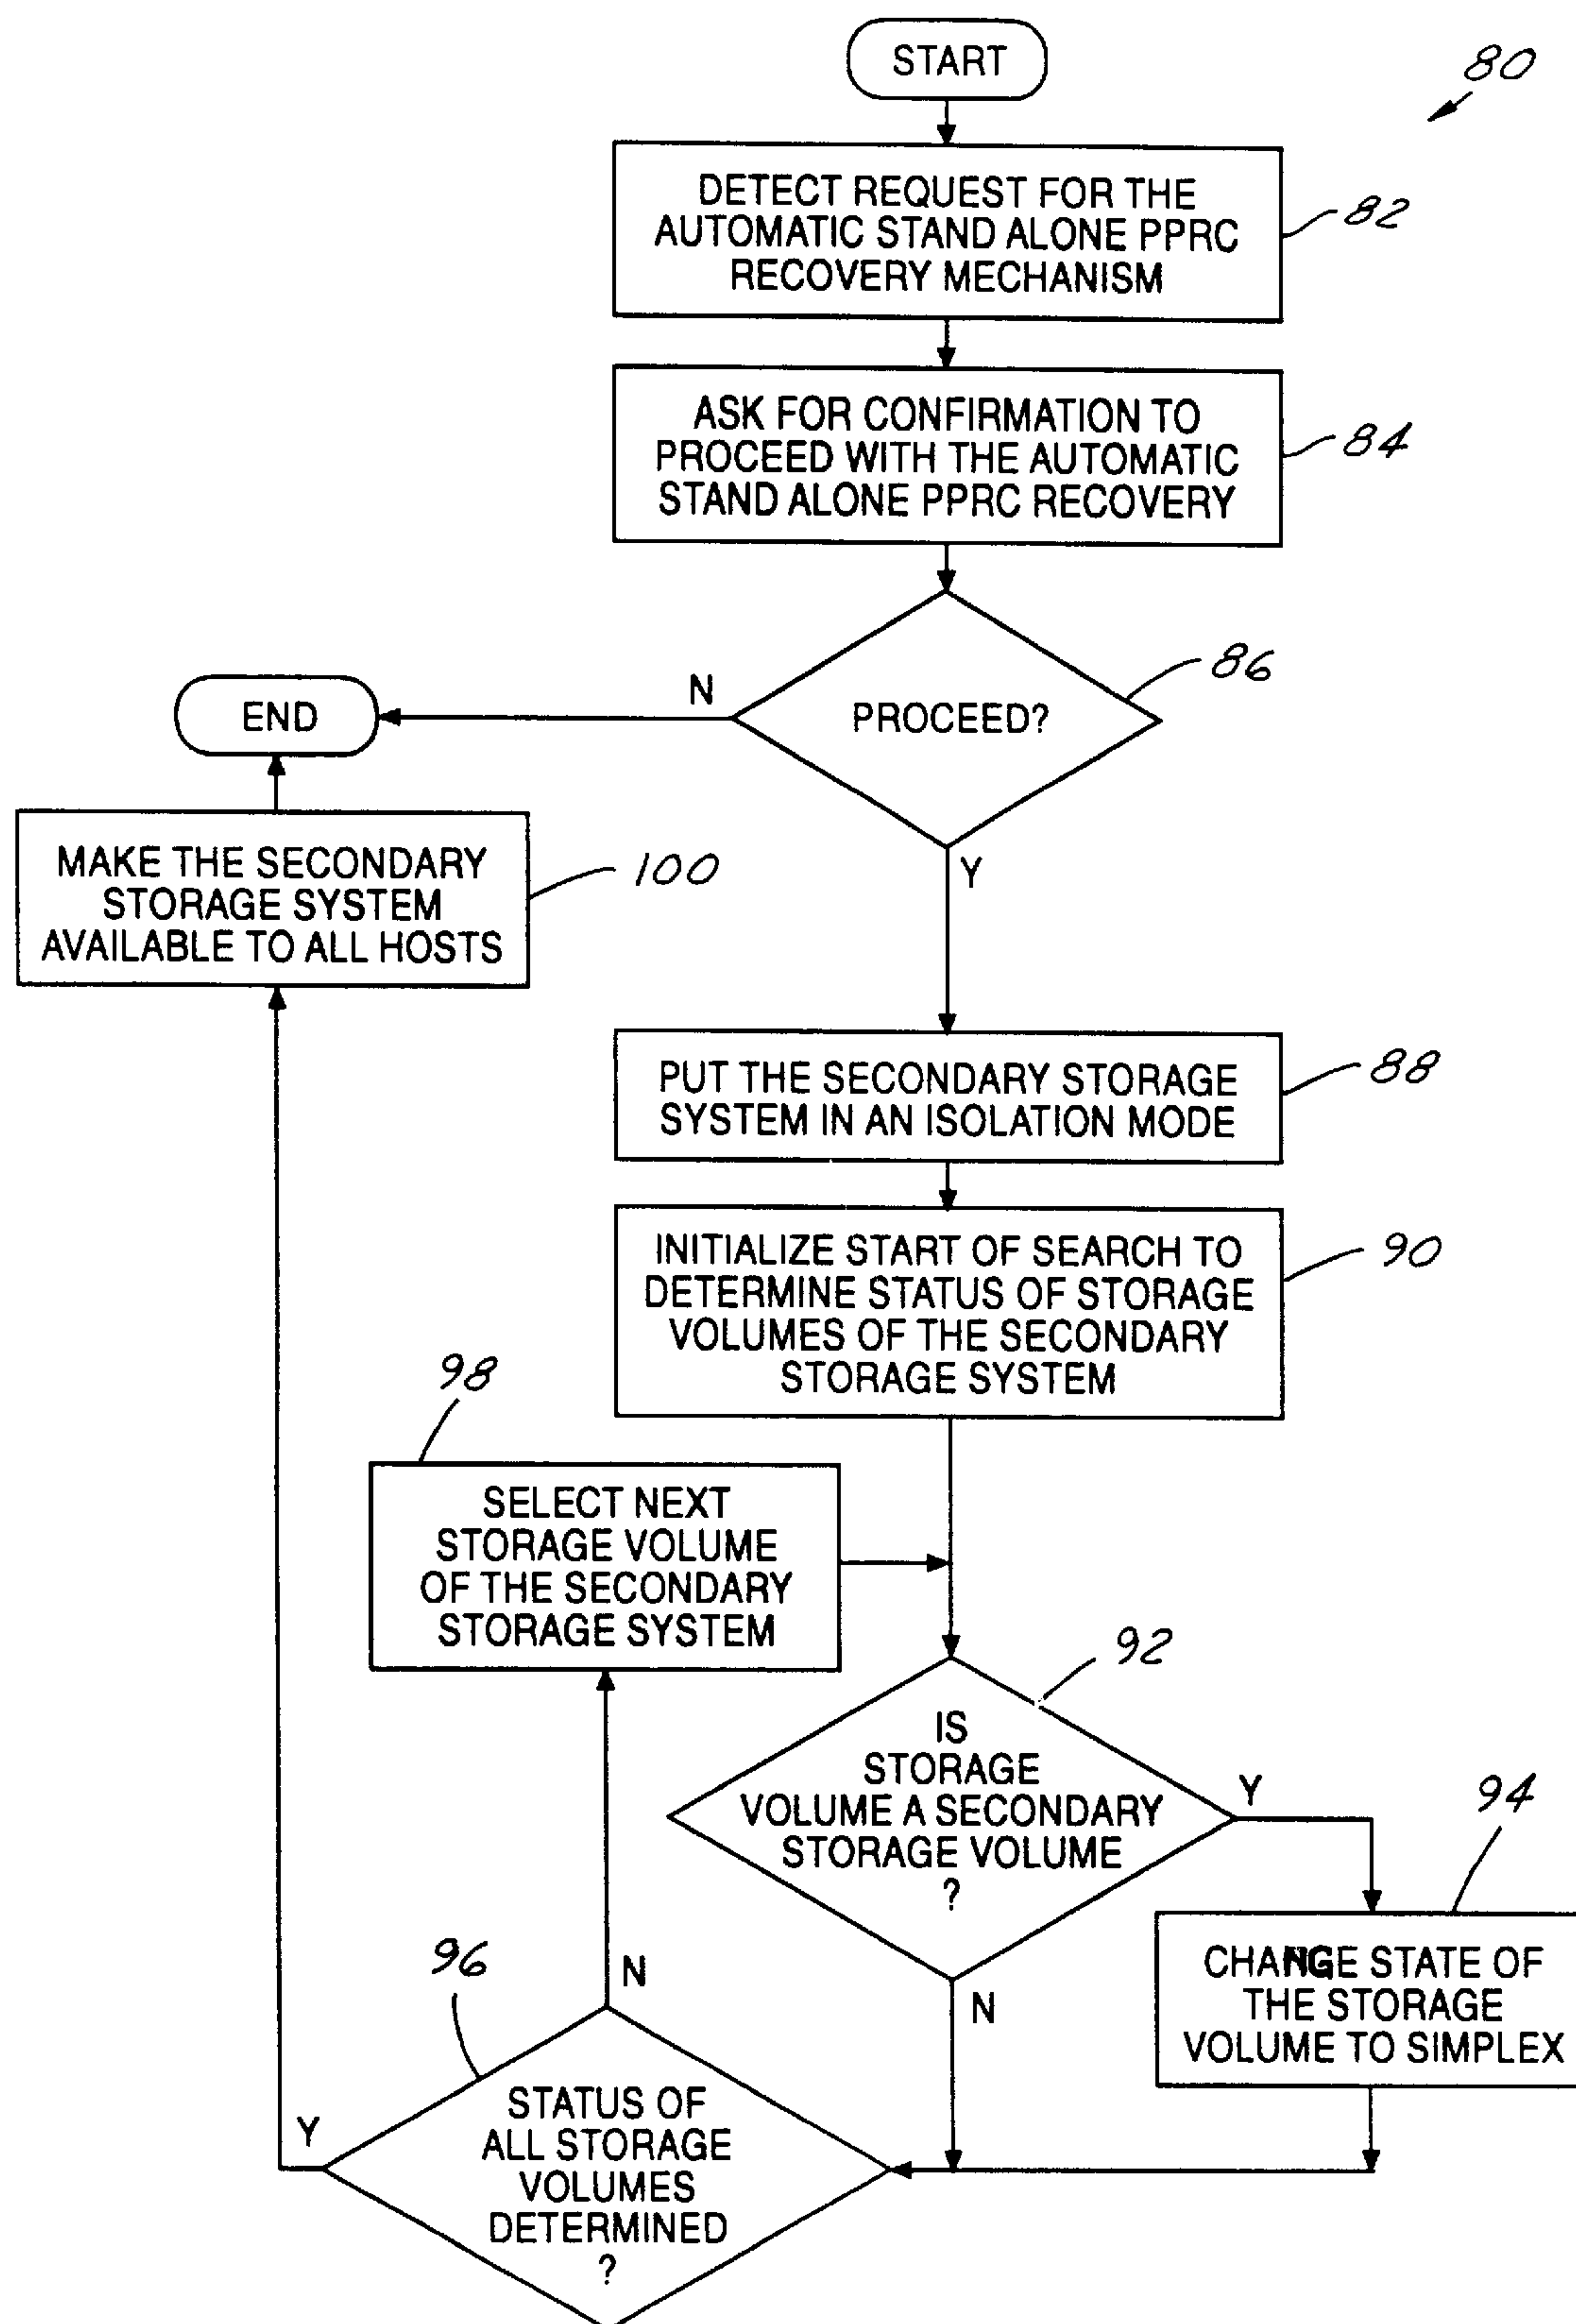 START
80
DETECT REQUEST FOR THE
AUTOMATIC STAND ALONE PPRC
RECOVERY MECHANISM
82
ASK FOR CONFIRMATION TO
PROCEED WITH THE AUTOMATIC
STAND ALONE PPRC RECOVERY
84
PROCEED?
86
N
END
Y
MAKE THE SECONDARY
STORAGE SYSTEM
AVAILABLE TO ALL HOSTS
100
PUT THE SECONDARY STORAGE
SYSTEM IN AN ISOLATION MODE
88
INITIALIZE START OF SEARCH TO
DETERMINE STATUS OF STORAGE
VOLUMES OF THE SECONDARY
STORAGE SYSTEM
90
98
SELECT NEXT
STORAGE VOLUME
OF THE SECONDARY
STORAGE SYSTEM
92
IS
STORAGE
VOLUME A SECONDARY
STORAGE VOLUME
?
Y
94
CHANGE STATE OF
THE STORAGE
VOLUME TO SIMPLEX
N
96
N
STATUS OF
ALL STORAGE
VOLUMES
DETERMINED
?
Y